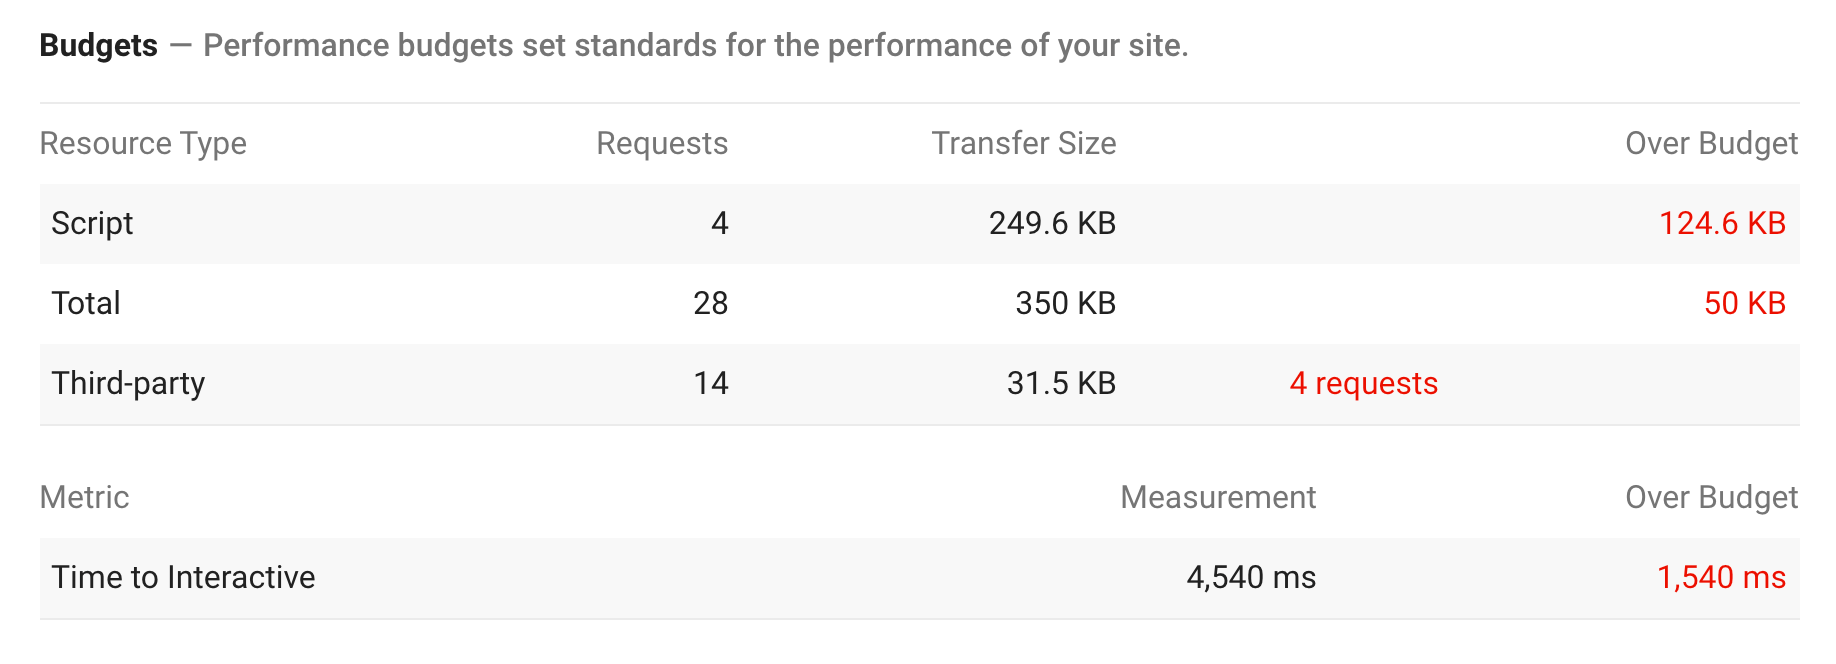 Budgets — Performance budgets set standards for the performance of your site.
Resource Type Requests Transfer Size Over Budget
Script 4 249.6 KB 124.6 KB
Total 28 350 KB 50 KB
Third-party 14 31.5 KB 4 requests
Metric Measurement Over Budget
Time to Interactive 4,540 ms 1,540 ms